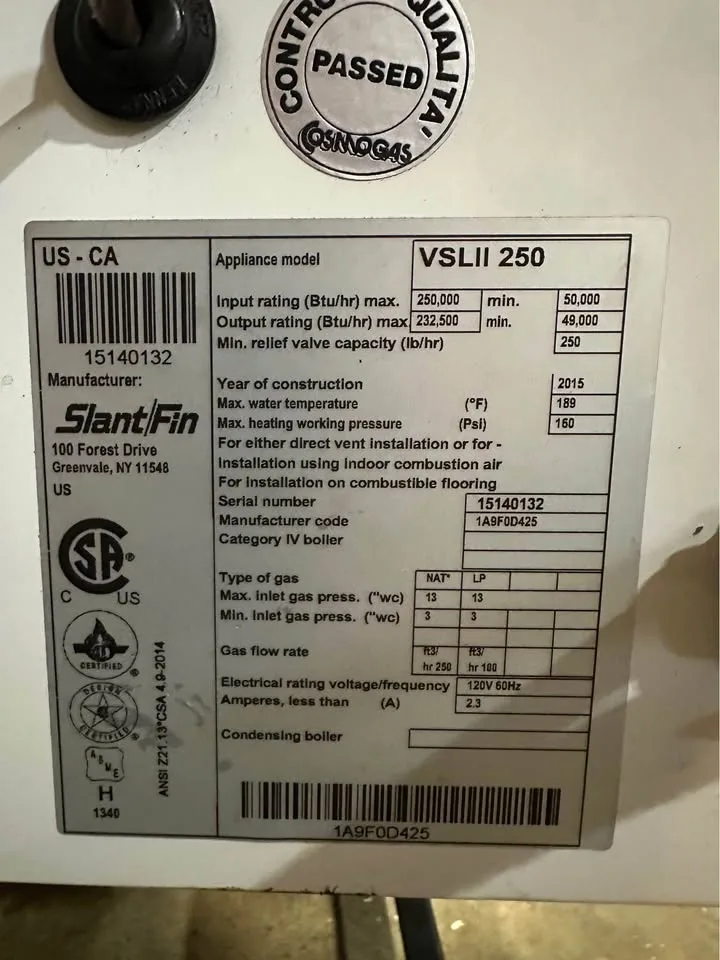 CONTRO QUALITA'
PASSED
COSMOGAS
US - CA
15140132
Manufacturer:
Slant/Fin
100 Forest Drive
Greenvale, NY 11548
US
SA ®
C US
CERTIFIED ®
DESIGN CERTIFIED ®
ASME
H
1340
ANSI Z21.13*CSA 4.9-2014
Appliance model VSLII 250
Input rating (Btu/hr) max. 250,000 min. 50,000
Output rating (Btu/hr) max. 232,500 min. 49,000
Min. relief valve capacity (lb/hr) 250
Year of construction 2015
Max. water temperature (°F) 189
Max. heating working pressure (Psi) 160
For either direct vent installation or for -
Installation using indoor combustion air
For installation on combustible flooring
Serial number 15140132
Manufacturer code 1A9F0D425
Category IV boiler
Type of gas NAT* LP
Max. inlet gas press. ("wc) 13 13
Min. inlet gas press. ("wc) 3 3
Gas flow rate ft3/ ft3/
hr 250 hr 100
Electrical rating voltage/frequency 120V 60Hz
Amperes, less than (A) 2.3
Condensing boiler
1A9F0D425